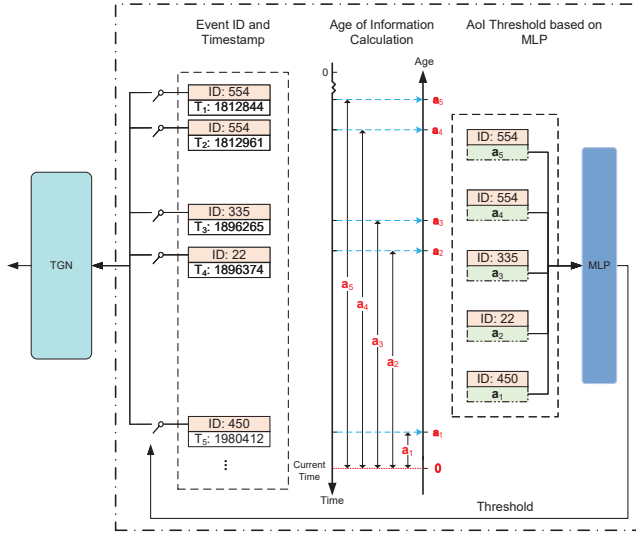 Event ID and
Timestamp
Age of Information
Calculation
AoI Threshold based on
MLP
Age
0
ID: 554
T1: 1812844
ID: 554
T2: 1812961
ID: 335
T3: 1896265
ID: 22
T4: 1896374
ID: 450
T5: 1980412
...
a5
a4
a3
a2
a1
0
a5
a4
a3
a2
a1
Current
Time
Time
ID: 554
a5
ID: 554
a4
ID: 335
a3
ID: 22
a2
ID: 450
a1
TGN
MLP
Threshold